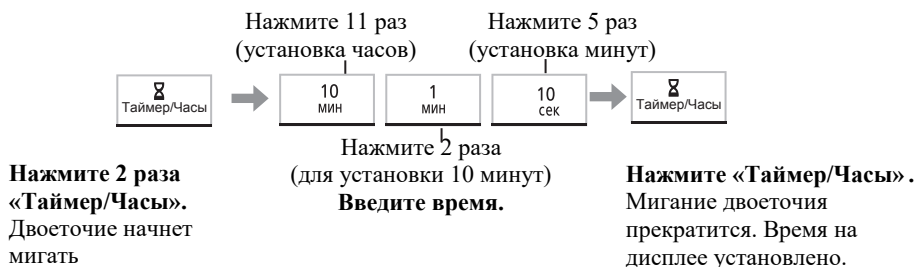 Нажмите 11 раз
(установка часов)
Нажмите 5 раз
(установка минут)
Таймер/Часы
10
мин
1
мин
10
сек
Таймер/Часы
Нажмите 2 раза
(для установки 10 минут)
Введите время.
Нажмите 2 раза
«Таймер/Часы».
Двоеточие начнет
мигать
Нажмите «Таймер/Часы» .
Мигание двоеточия
прекратится. Время на
дисплее установлено.